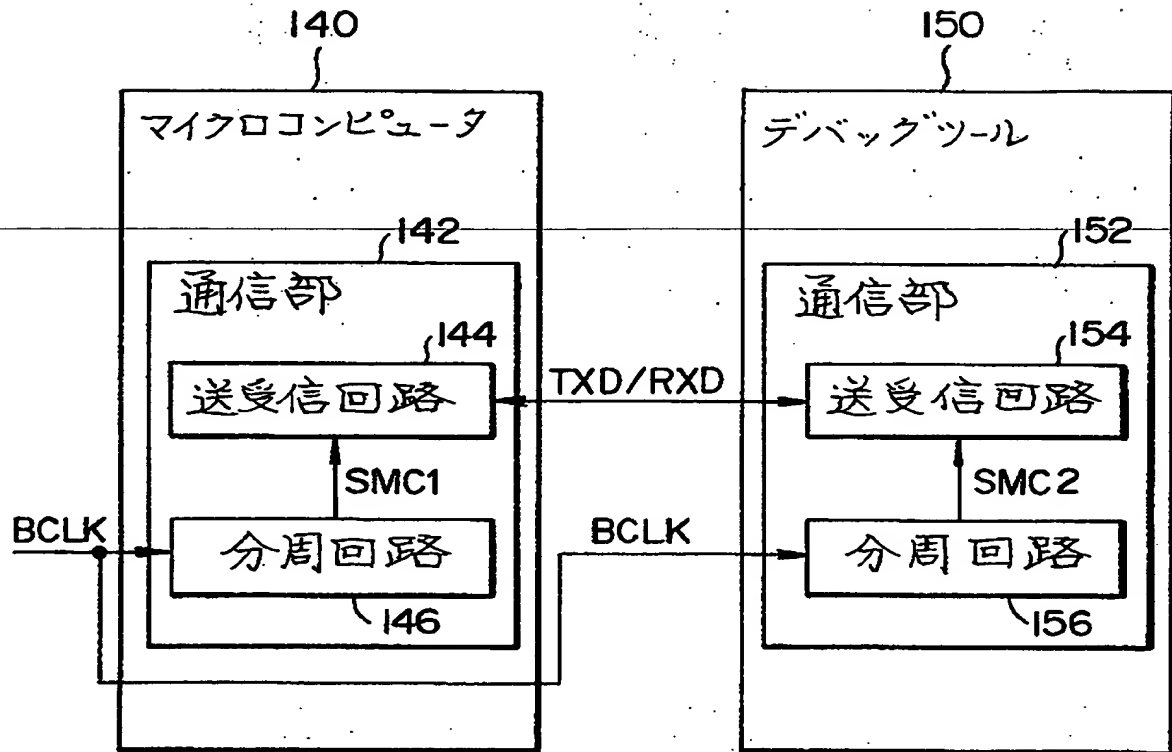 140
150
マイクロコンピュータ
デバッグツール
142
152
通信部
通信部
144
154
送受信回路
TXD/RXD
送受信回路
SMC1
SMC2
BCLK
分周回路
BCLK
分周回路
146
156